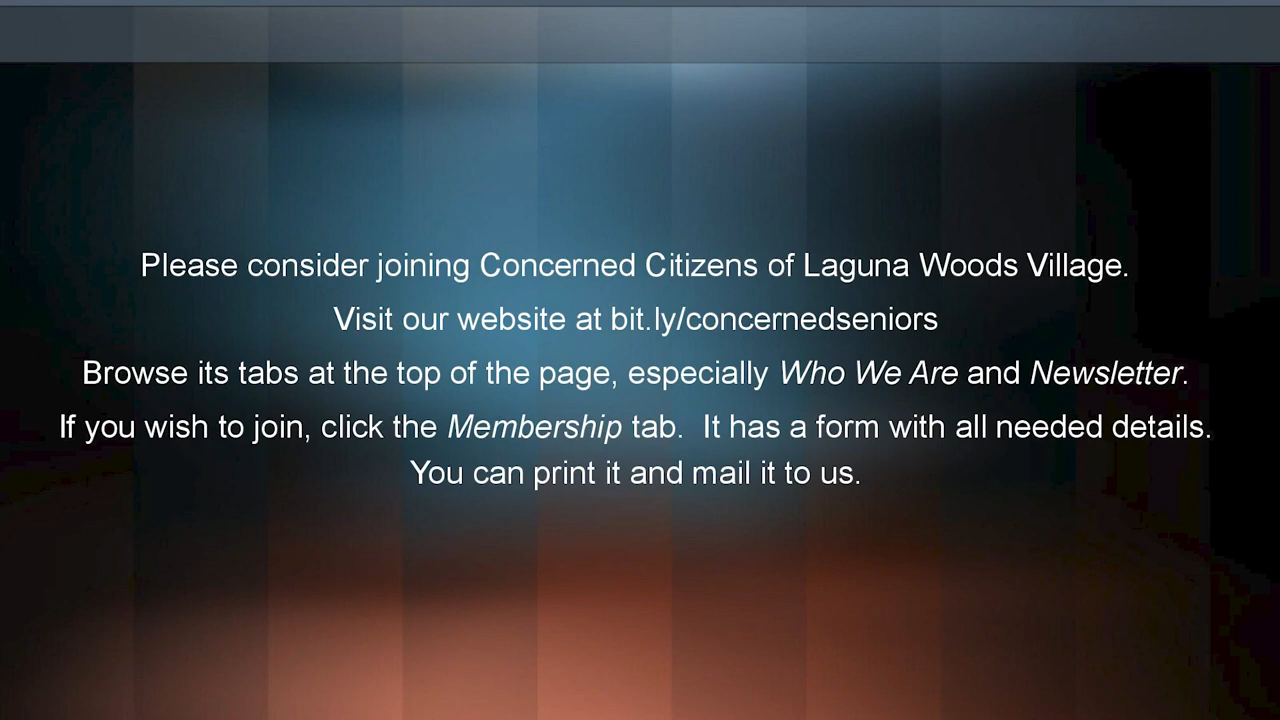 Please consider joining Concerned Citizens of Laguna Woods Village.
Visit our website at bit.ly/concernedseniors
Browse its tabs at the top of the page, especially Who We Are and Newsletter.
If you wish to join, click the Membership tab.  It has a form with all needed details.
You can print it and mail it to us.